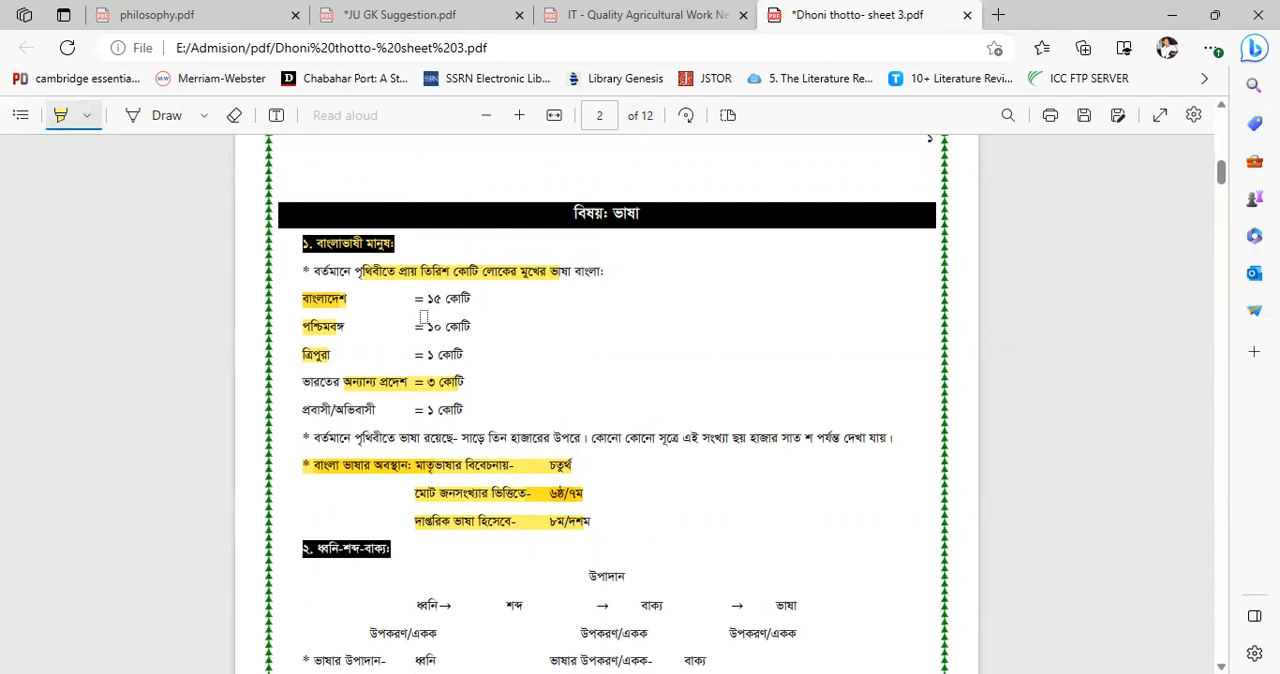 philosophy.pdf
*JU GK Suggestion.pdf
IT - Quality Agricultural Work Ne
*Dhoni thotto- sheet 3.pdf
File
E:/Admision/pdf/Dhoni%20thotto-%20sheet%203.pdf
cambridge essentia...
Merriam-Webster
Chabahar Port: A St...
SSRN Electronic Lib...
Library Genesis
JSTOR
5. The Literature Re...
10+ Literature Revi...
ICC FTP SERVER
Draw
Read aloud
2 of 12
১
বিষয়: ভাষা
১. বাংলাভাষী মানুষ:
* বর্তমানে পৃথিবীতে প্রায় তিরিশ কোটি লোকের মুখের ভাষা বাংলা:
বাংলাদেশ = ১৫ কোটি
পশ্চিমবঙ্গ = ১০ কোটি
ত্রিপুরা = ১ কোটি
ভারতের অন্যান্য প্রদেশ = ৩ কোটি
প্রবাসী/অভিবাসী = ১ কোটি
* বর্তমানে পৃথিবীতে ভাষা রয়েছে- সাড়ে তিন হাজারের উপরে। কোনো কোনো সূত্রে এই সংখ্যা ছয় হাজার সাত শ পর্যন্ত দেখা যায়।
* বাংলা ভাষার অবস্থান: মাতৃভাষার বিবেচনায়- চতুর্থ
মোট জনসংখ্যার ভিত্তিতে- ৬ষ্ঠ/৭ম
দাপ্তরিক ভাষা হিসেবে- ৮ম/দশম
২. ধ্বনি-শব্দ-বাক্য:
উপাদান
ধ্বনি→ শব্দ → বাক্য → ভাষা
উপকরণ/একক উপকরণ/একক উপকরণ/একক
* ভাষার উপাদান- ধ্বনি ভাষার উপকরণ/একক- বাক্য